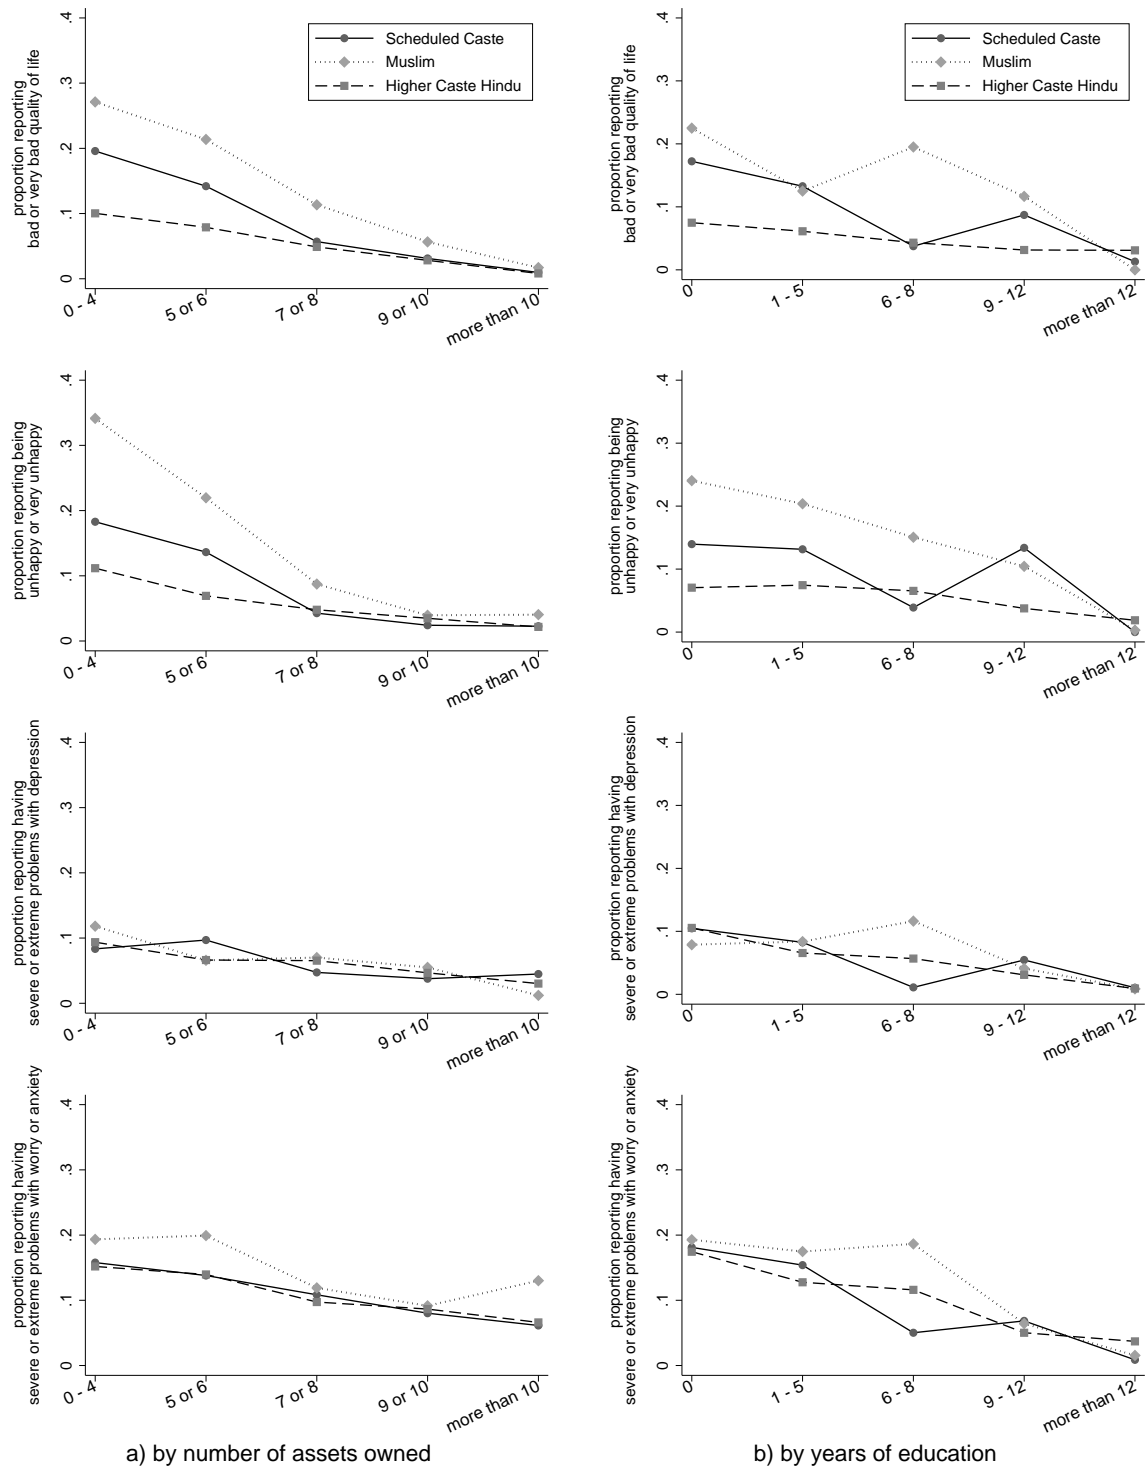 proportion reporting
bad or very bad quality of life
0 .1 .2 .3 .4
Scheduled Caste
Muslim
Higher Caste Hindu
0 - 4 5 or 6 7 or 8 9 or 10 more than 10
proportion reporting
bad or very bad quality of life
0 .1 .2 .3 .4
Scheduled Caste
Muslim
Higher Caste Hindu
0 1 - 5 6 - 8 9 - 12 more than 12
proportion reporting being
unhappy or very unhappy
0 .1 .2 .3 .4
0 - 4 5 or 6 7 or 8 9 or 10 more than 10
proportion reporting being
unhappy or very unhappy
0 .1 .2 .3 .4
0 1 - 5 6 - 8 9 - 12 more than 12
proportion reporting having
severe or extreme problems with depression
0 .1 .2 .3 .4
0 - 4 5 or 6 7 or 8 9 or 10 more than 10
proportion reporting having
severe or extreme problems with depression
0 .1 .2 .3 .4
0 1 - 5 6 - 8 9 - 12 more than 12
proportion reporting having
severe or extreme problems with worry or anxiety
0 .1 .2 .3 .4
0 - 4 5 or 6 7 or 8 9 or 10 more than 10
proportion reporting having
severe or extreme problems with worry or anxiety
0 .1 .2 .3 .4
0 1 - 5 6 - 8 9 - 12 more than 12
a) by number of assets owned
b) by years of education